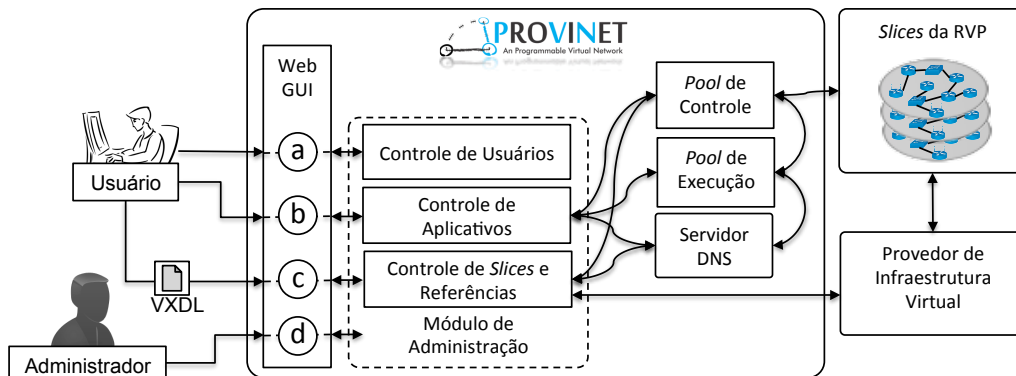 PROVINET
An Programmable Virtual Network
Web
GUI
a
b
c
d
Usuário
VXDL
Administrador
Controle de Usuários
Controle de
Aplicativos
Controle de Slices e
Referências
Módulo de
Administração
Pool de
Controle
Pool de
Execução
Servidor
DNS
Slices da RVP
Provedor de
Infraestrutura
Virtual